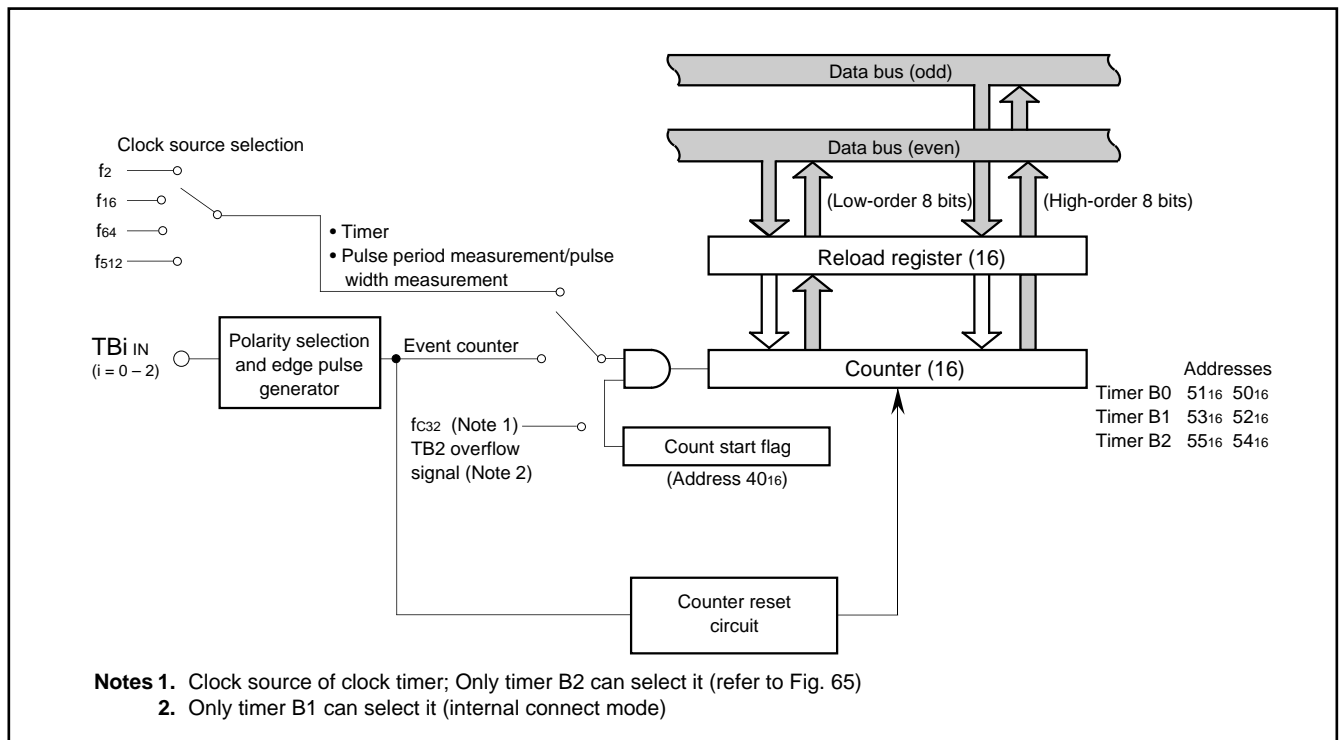 Data bus (odd)
Data bus (even)
Clock source selection
f2
f16
f64
f512
(Low-order 8 bits)
(High-order 8 bits)
• Timer
• Pulse period measurement/pulse
width measurement
Reload register (16)
TBi IN
(i = 0 – 2)
Polarity selection
and edge pulse
generator
Event counter
Counter (16)
Addresses
Timer B0 5116 5016
Timer B1 5316 5216
Timer B2 5516 5416
fC32 (Note 1)
TB2 overflow
signal (Note 2)
Count start flag
(Address 4016)
Counter reset
circuit
Notes 1. Clock source of clock timer; Only timer B2 can select it (refer to Fig. 65)
2. Only timer B1 can select it (internal connect mode)